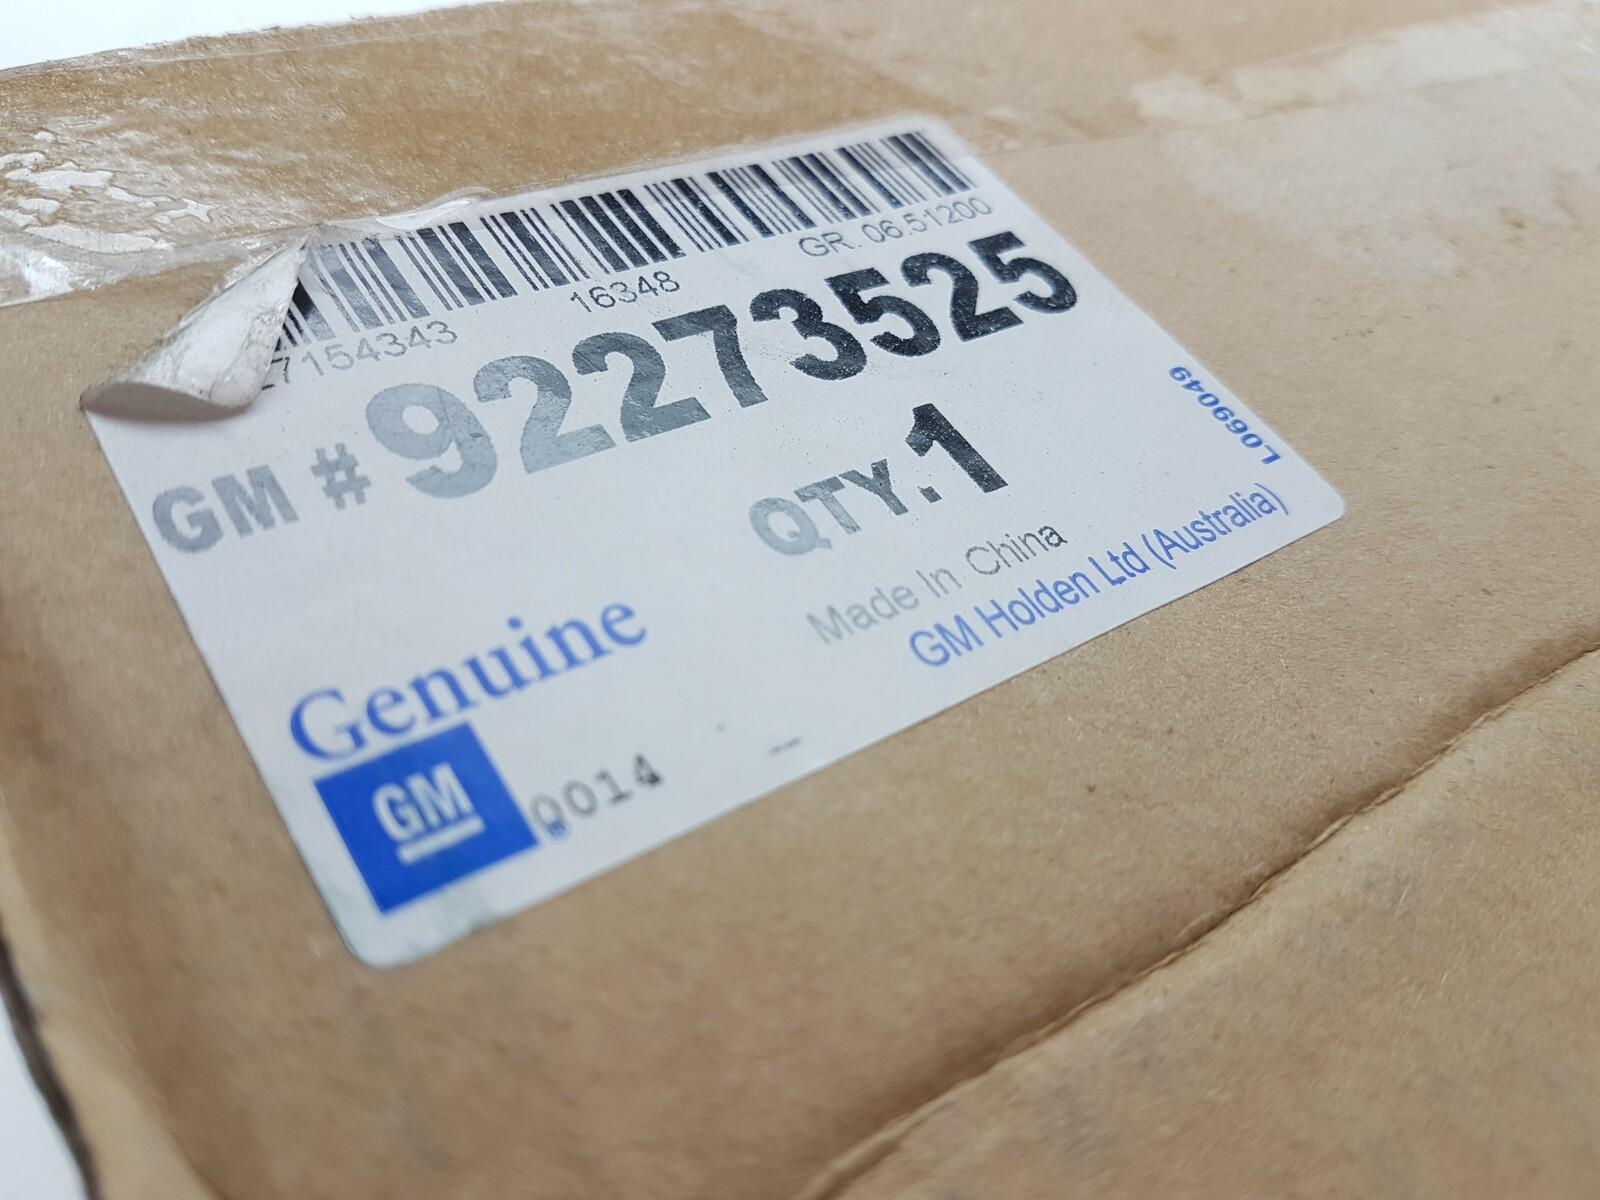 7154343
16348
GR. 06.51200
GM # 92273525
QTY. 1
L069049
Made In China
GM Holden Ltd (Australia)
Genuine
GM
0014